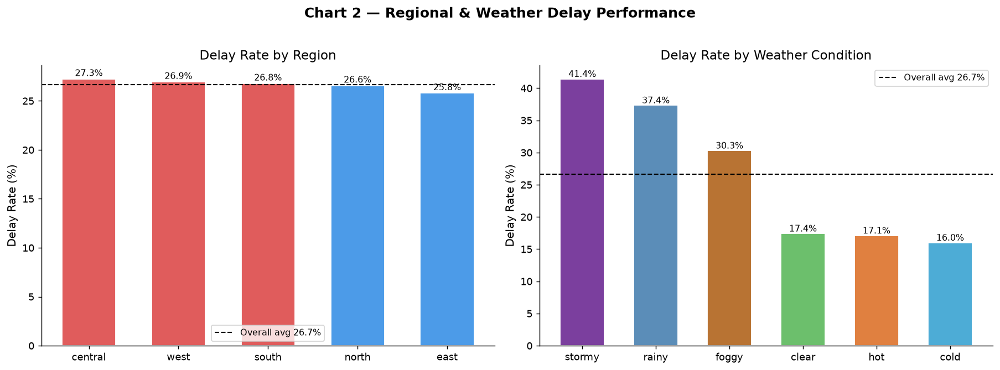 Chart 2 — Regional & Weather Delay Performance
Delay Rate by Region
Delay Rate (%)
25
20
15
10
5
0
27.3%
26.9%
26.8%
26.6%
25.8%
Overall avg 26.7%
central
west
south
north
east
Delay Rate by Weather Condition
Delay Rate (%)
40
35
30
25
20
15
10
5
0
41.4%
37.4%
30.3%
17.4%
17.1%
16.0%
Overall avg 26.7%
stormy
rainy
foggy
clear
hot
cold